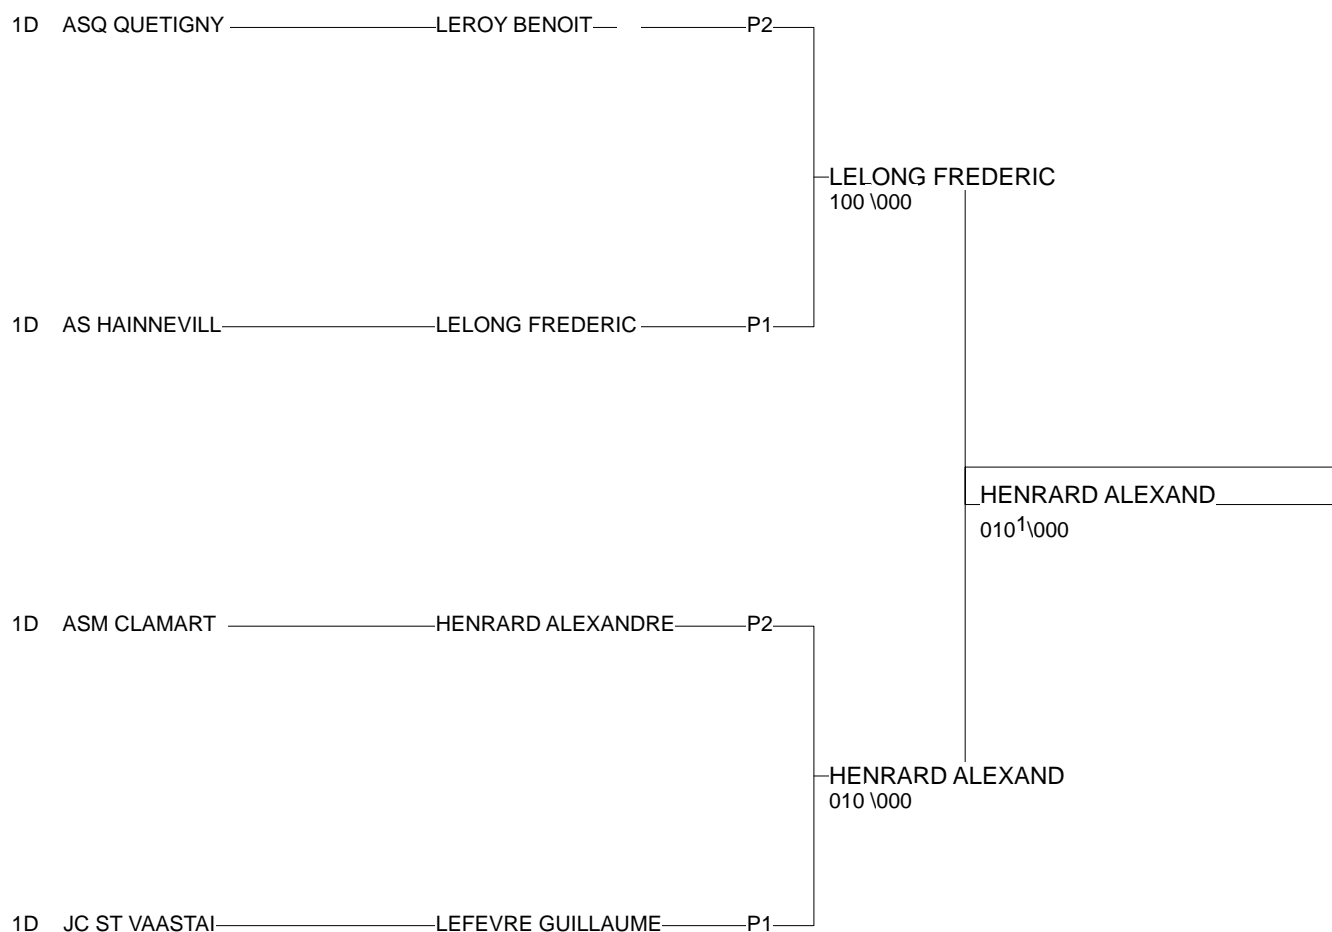 1D ASQ QUETIGNY LEROY BENOIT P2
LELONG FREDERIC
100 \000
1D AS HAINNEVILL LELONG FREDERIC P1
HENRARD ALEXAND
010¹\000
1D ASM CLAMART HENRARD ALEXANDRE P2
HENRARD ALEXAND
010 \000
1D JC ST VAASTAI LEFEVRE GUILLAUME P1